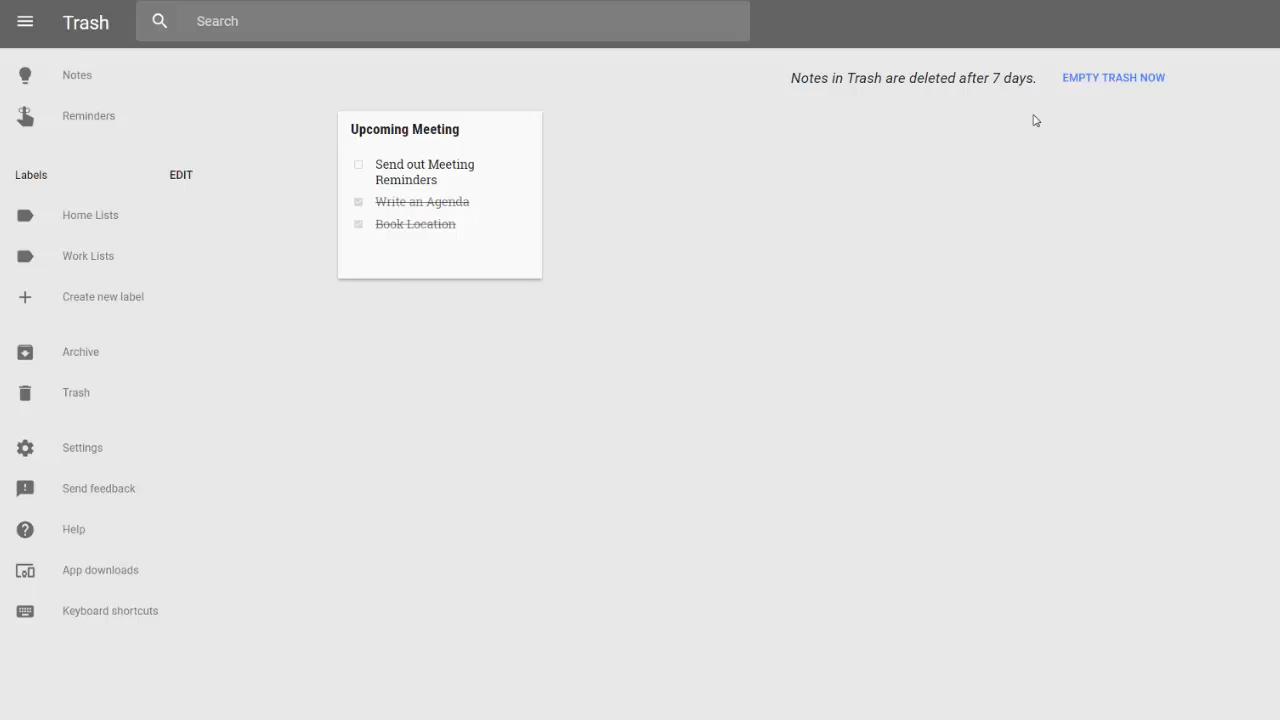 Trash
Search
Notes
Reminders
Labels EDIT
Home Lists
Work Lists
Create new label
Archive
Trash
Settings
Send feedback
Help
App downloads
Keyboard shortcuts
Notes in Trash are deleted after 7 days. EMPTY TRASH NOW
Upcoming Meeting
Send out Meeting
Reminders
Write an Agenda
Book Location